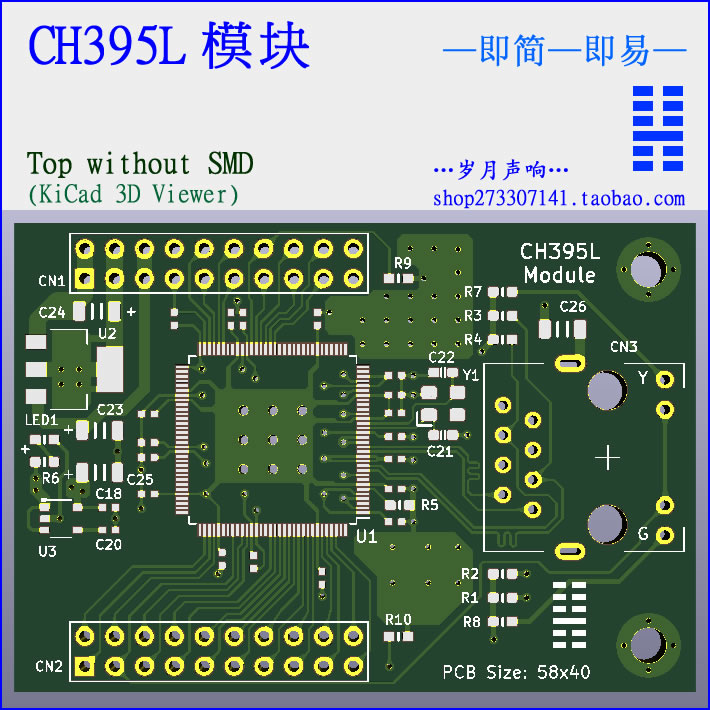 CH395L 模块
—即简—即易—
Top without SMD
(KiCad 3D Viewer)
…岁月声响…
shop273307141.taobao.com
CN1
R9
CH395L
Module
C24
+
U2
R7
R3
R4
C26
CN3
C22
Y1
Y
LED1
C23
+
+
R6
+
C25
C21
C18
R5
U3
C20
U1
G
R2
R1
R8
R10
CN2
PCB Size: 58x40